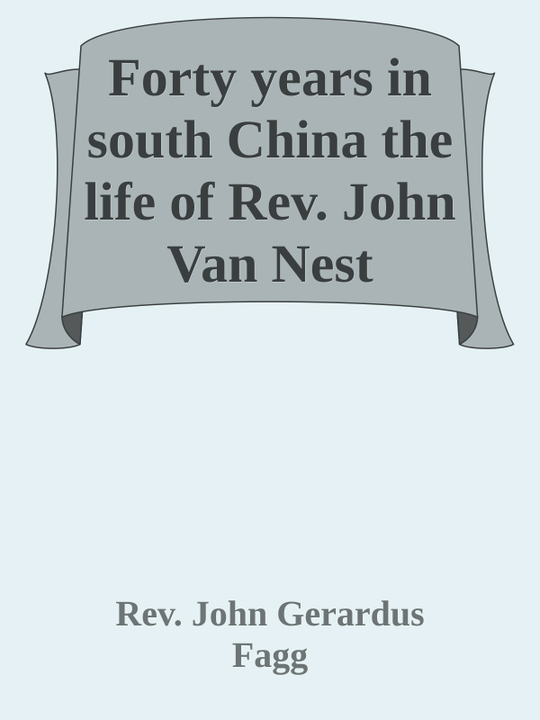 Forty years in
south China the
life of Rev. John
Van Nest
Rev. John Gerardus
Fagg